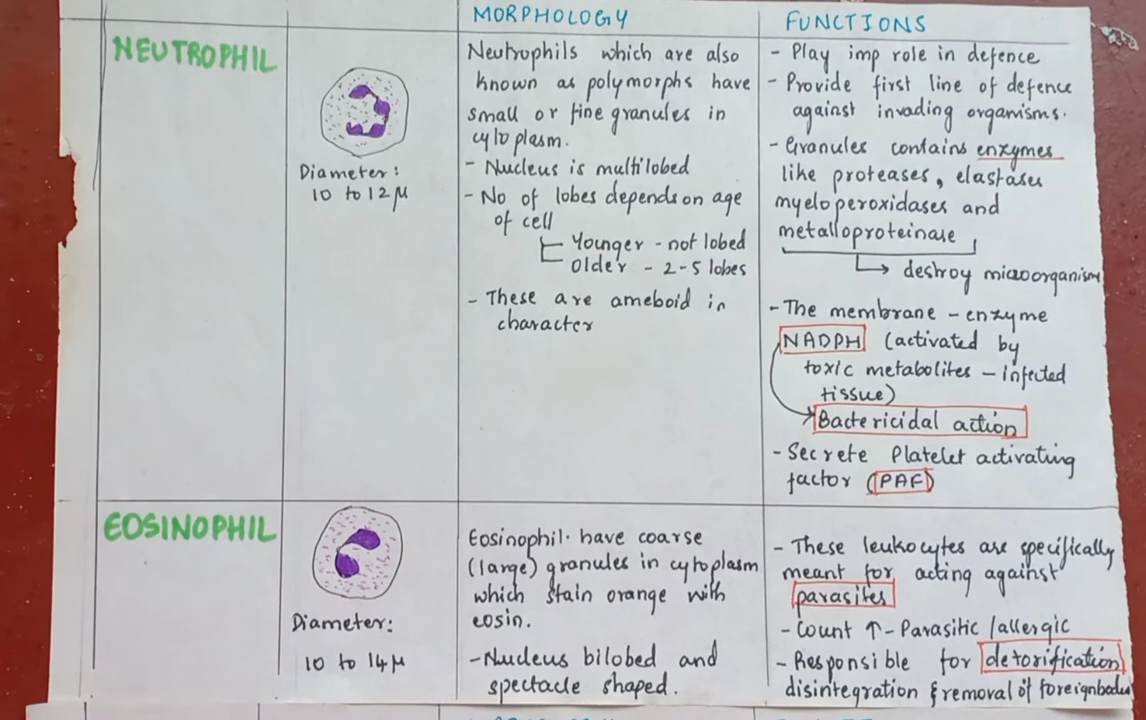 MORPHOLOGY
FUNCTIONS
NEUTROPHIL
Diameter:
10 to 12 μ
Neutrophils which are also
known as polymorphs have
small or fine granules in
cytoplasm.
- Nucleus is multilobed
- No of lobes depends on age
of cell
Younger - not lobed
Older - 2-5 lobes
- These are ameboid in
character
- Play imp role in defence
- Provide first line of defence
against invading organisms.
- Granules contains enzymes
like proteases, elastases
myeloperoxidases and
metalloproteinase
→ destroy microorganism
- The membrane - enzyme
NADPH (activated by
toxic metabolites - infected
tissue)
Bactericidal action
- Secrete Platelet activating
factor (PAF)
EOSINOPHIL
Diameter:
10 to 14 μ
Eosinophil. have coarse
(large) granules in cytoplasm
which stain orange with
eosin.
- Nucleus bilobed and
spectacle shaped.
- These leukocytes are specifically
meant for acting against
parasites
- Count ↑ - Parasitic /allergic
- Responsible for detoxification
disintegration & removal of foreign